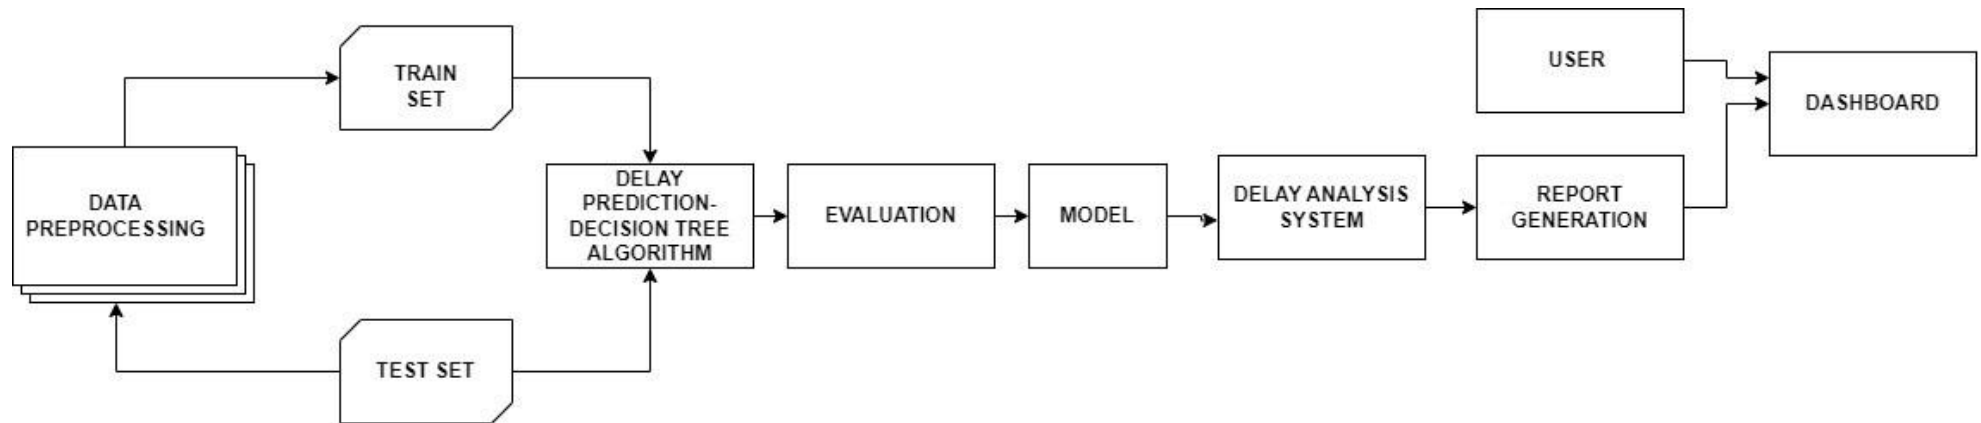 TRAIN
SET
DATA
PREPROCESSING
TEST SET
DELAY
PREDICTION-
DECISION TREE
ALGORITHM
EVALUATION
MODEL
DELAY ANALYSIS
SYSTEM
USER
REPORT
GENERATION
DASHBOARD